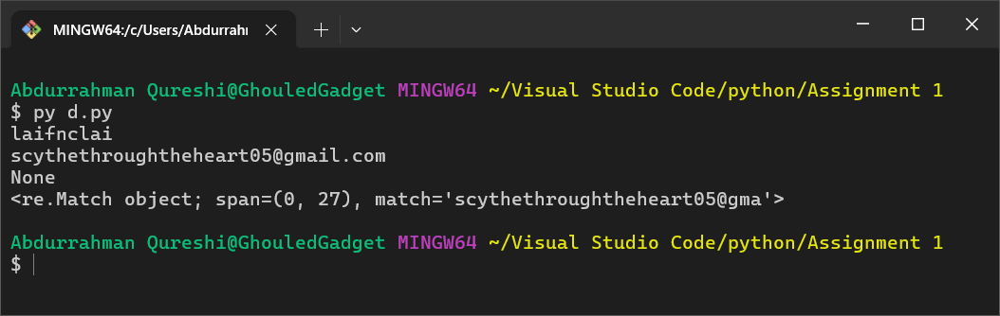 MINGW64:/c/Users/Abdurrahr
Abdurrahman Qureshi@GhouledGadget MINGW64 ~/Visual Studio Code/python/Assignment 1
$ py d.py
laifnclai
scythethroughtheheart05@gmail.com
None
<re.Match object; span=(0, 27), match='scythethroughtheheart05@gma'>
Abdurrahman Qureshi@GhouledGadget MINGW64 ~/Visual Studio Code/python/Assignment 1
$